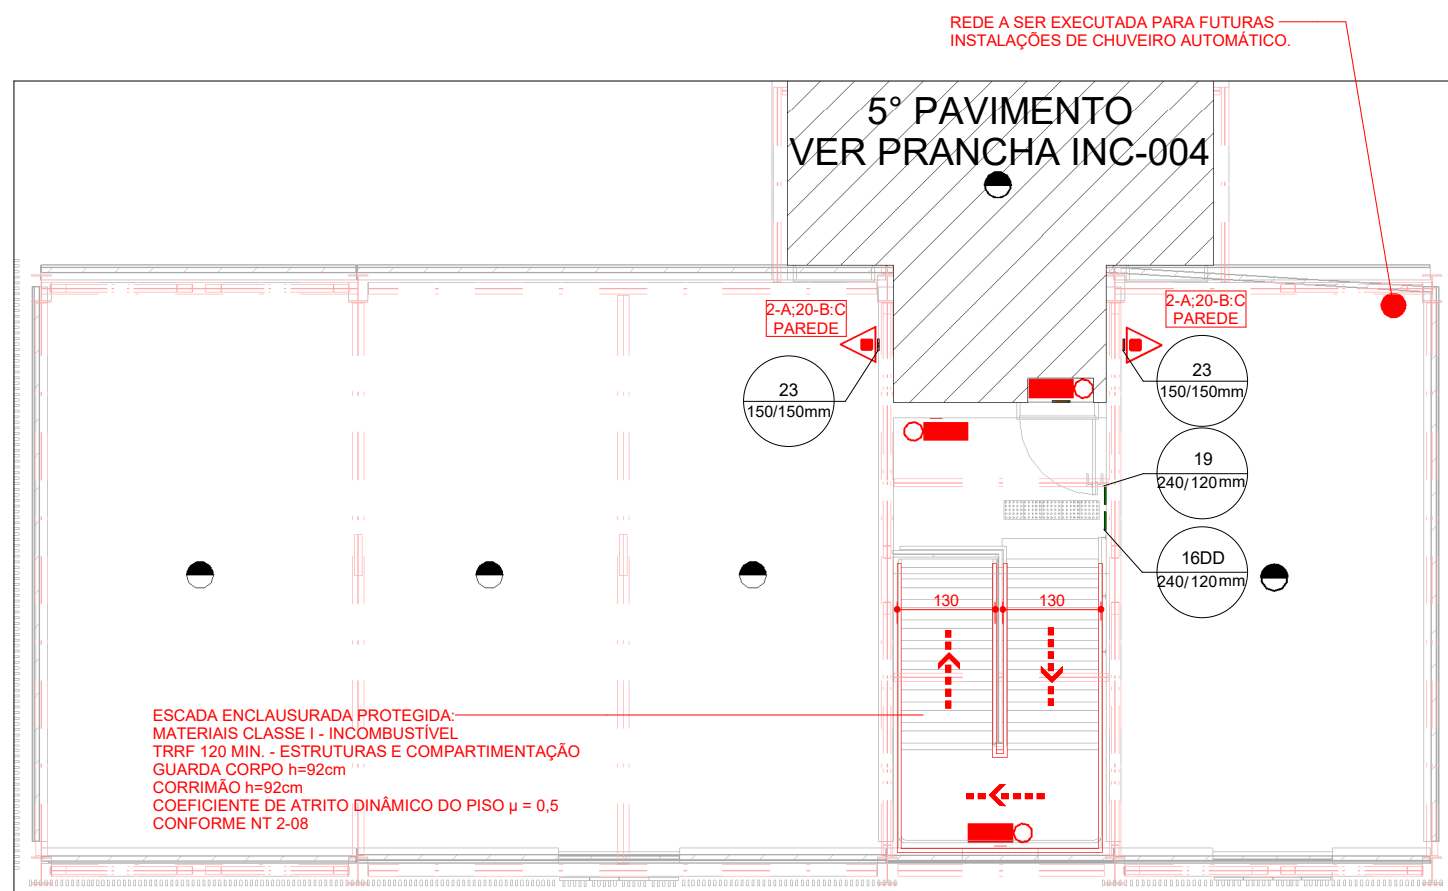 REDE A SER EXECUTADA PARA FUTURAS
INSTALAÇÕES DE CHUVEIRO AUTOMÁTICO.
5° PAVIMENTO
VER PRANCHA INC-004
2-A;20-B:C
PAREDE
2-A;20-B:C
PAREDE
23
150/150mm
23
150/150mm
19
240/120mm
16DD
240/120mm
130
130
ESCADA ENCLAUSURADA PROTEGIDA:
MATERIAIS CLASSE I - INCOMBUSTÍVEL
TRRF 120 MIN. - ESTRUTURAS E COMPARTIMENTAÇÃO
GUARDA CORPO h=92cm
CORRIMÃO h=92cm
COEFICIENTE DE ATRITO DINÂMICO DO PISO µ = 0,5
CONFORME NT 2-08